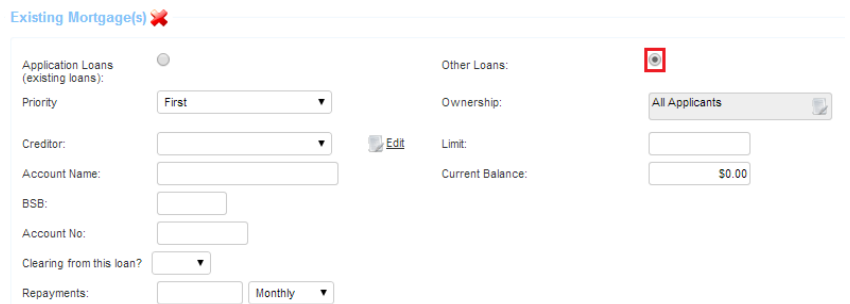 Existing Mortgage(s)
Application Loans (existing loans):
Other Loans:
Priority
First
Ownership:
All Applicants
Creditor:
Edit
Limit:
Account Name:
Current Balance:
$0.00
BSB:
Account No:
Clearing from this loan?
Repayments:
Monthly